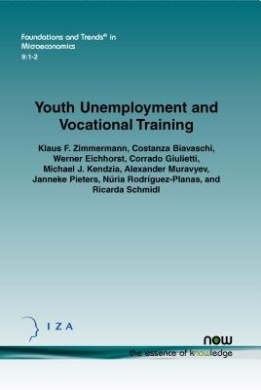 Foundations and Trends® in
Microeconomics
9:1-2
Youth Unemployment and
Vocational Training
Klaus F. Zimmermann, Costanza Biavaschi,
Werner Eichhorst, Corrado Giulietti,
Michael J. Kendzia, Alexander Muravyev,
Janneke Pieters, Núria Rodríguez-Planas, and
Ricarda Schmidl
IZA
now
the essence of knowledge